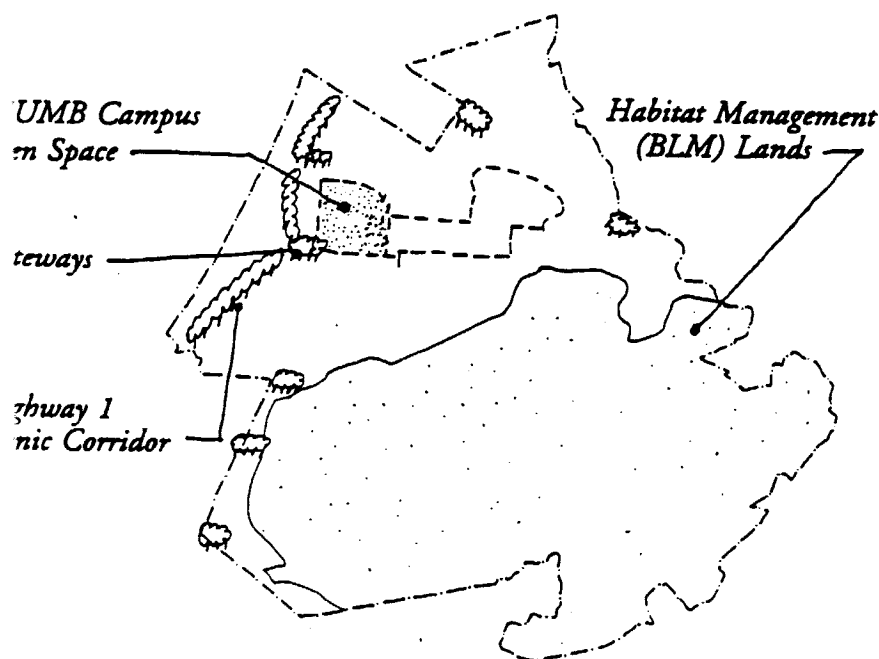 UMB Campus
en Space
Habitat Management
(BLM) Lands
teways
ghway 1
nic Corridor